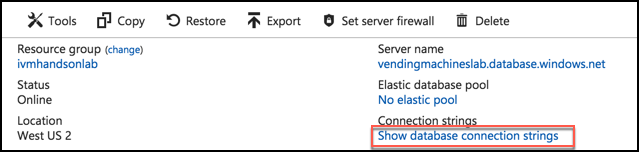 Tools Copy Restore Export Set server firewall Delete
Resource group (change)
ivmhandsonlab
Status
Online
Location
West US 2
Server name
vendingmachineslab.database.windows.net
Elastic database pool
No elastic pool
Connection strings
Show database connection strings